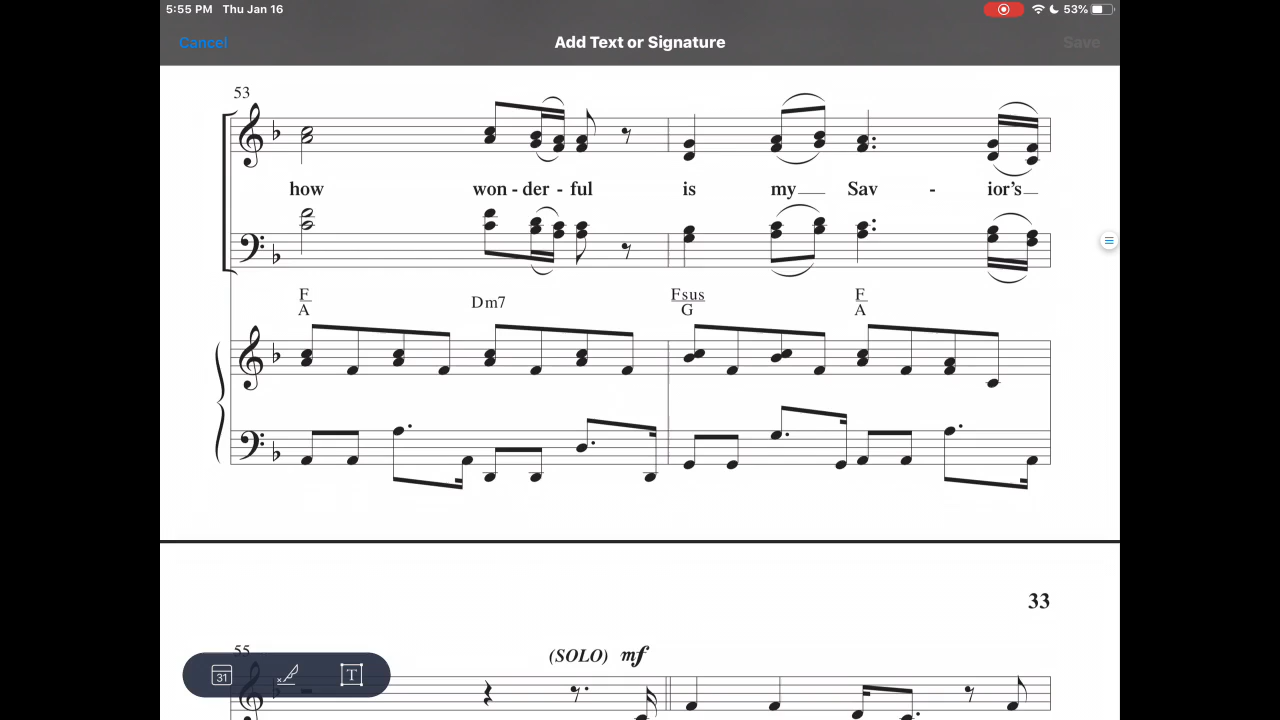 5:55 PM Thu Jan 16
53%
Cancel
Add Text or Signature
Save
53
how won - der - ful is my Sav - ior's
F
A
Dm7
Fsus
G
F
A
33
55
(SOLO) mf
31
T